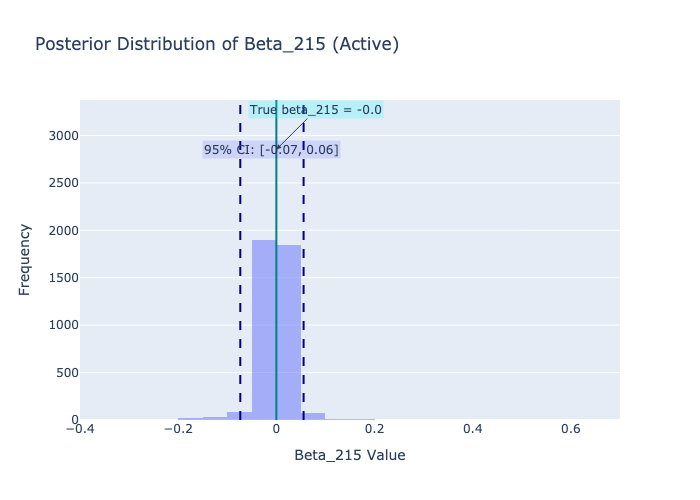 Posterior Distribution of Beta_215 (Active)
True beta_215 = -0.0
95% CI: [-0.07, 0.06]
3000
2500
2000
1500
1000
500
0
Frequency
−0.4
−0.2
0
0.2
0.4
0.6
Beta_215 Value